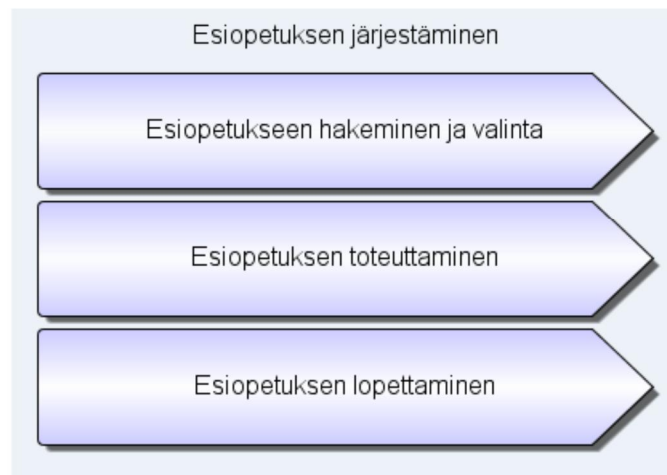 Esiopetuksen järjestäminen
Esiopetukseen hakeminen ja valinta
Esiopetuksen toteuttaminen
Esiopetuksen lopettaminen